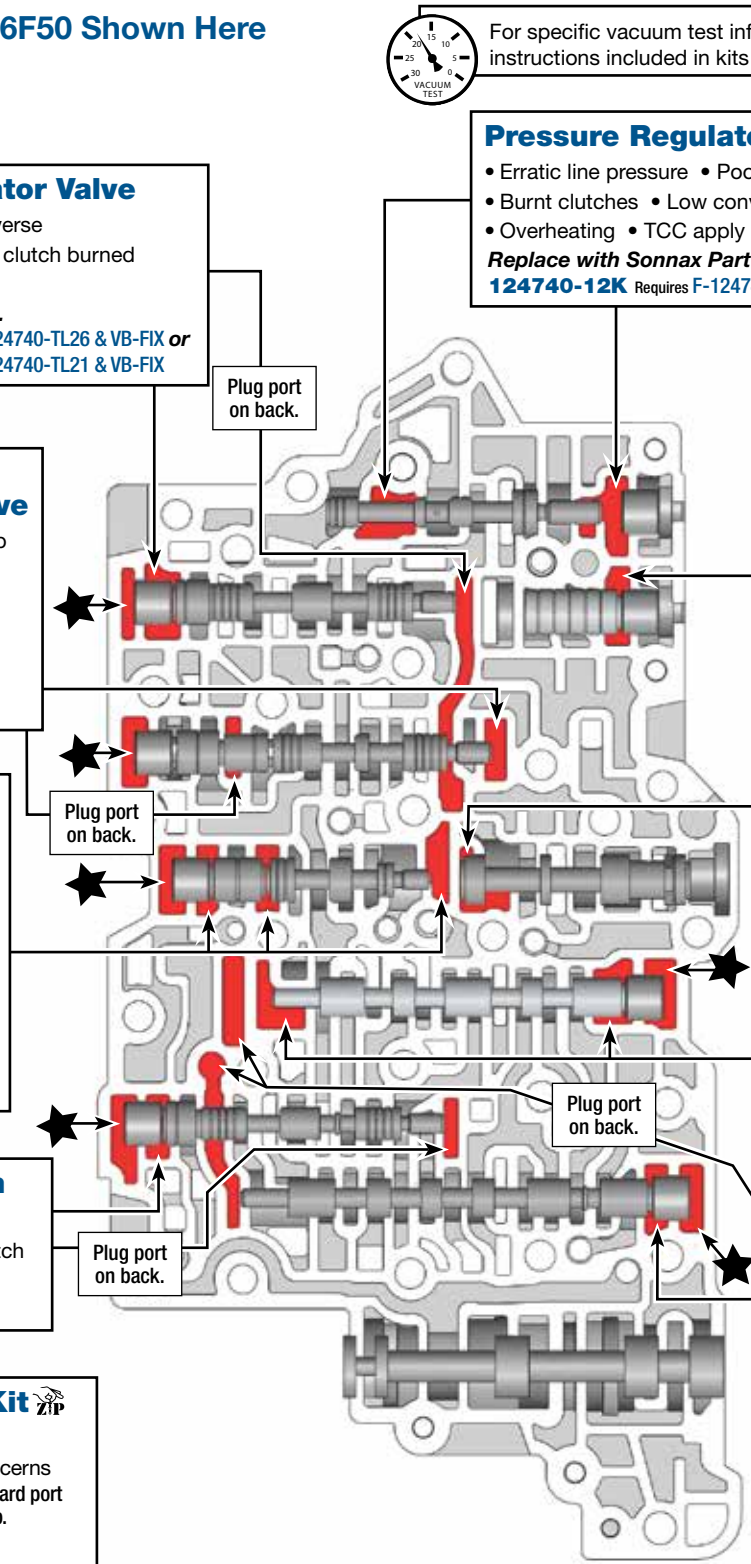 6F50 Shown Here
20 15 10
25 5
30 0
VACUUM
TEST
For specific vacuum test inf
instructions included in kits
Pressure Regulato
• Erratic line pressure • Poo
• Burnt clutches • Low conv
• Overheating • TCC apply
Replace with Sonnax Part
124740-12K Requires F-1247
ator Valve
verse
clutch burned
24740-TL26 & VB-FIX or
24740-TL21 & VB-FIX
Plug port
on back.
ve
Plug port
on back.
Plug port
on back.
tch
Plug port
on back.
Kit ZIP
cerns
ard port